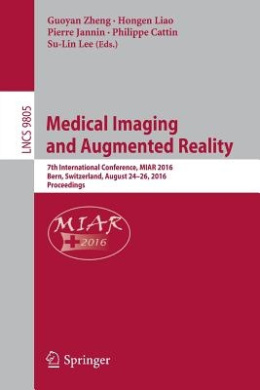 Guoyan Zheng · Hongen Liao
Pierre Jannin · Philippe Cattin
Su-Lin Lee (Eds.)
LNCS 9805
Medical Imaging
and Augmented Reality
7th International Conference, MIAR 2016
Bern, Switzerland, August 24–26, 2016
Proceedings
MIAR
2016
Springer